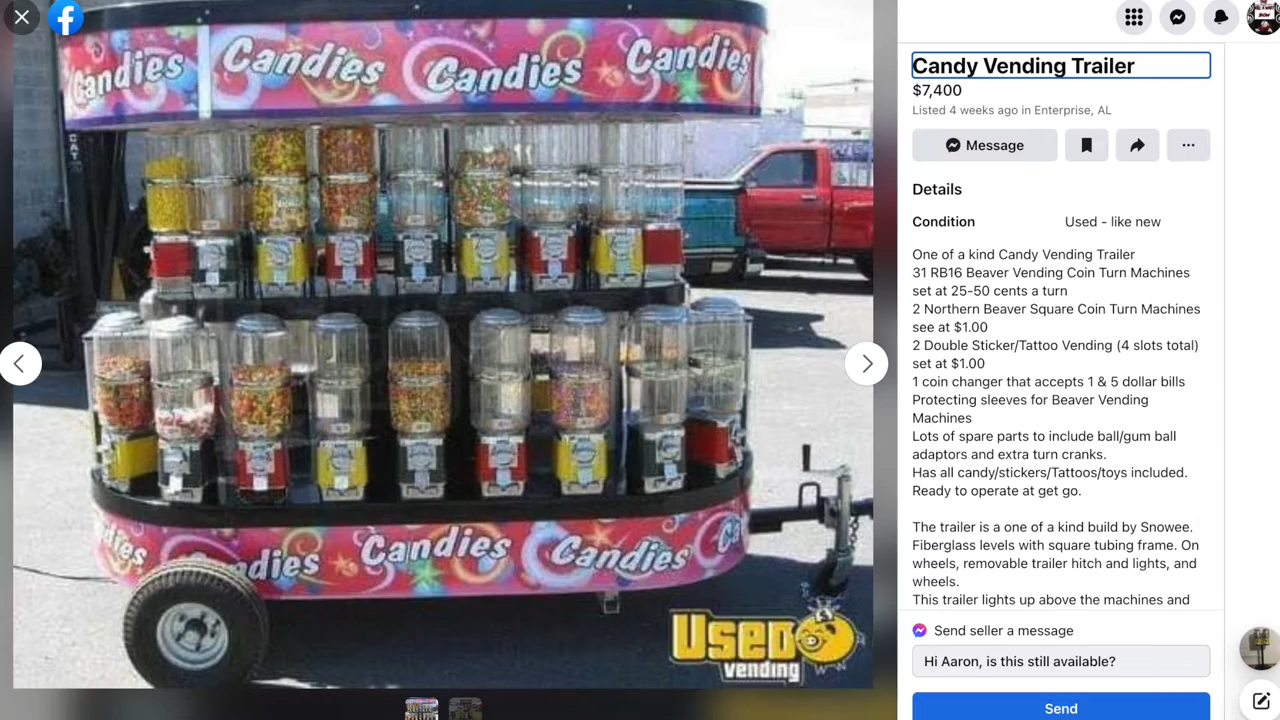 Candies Candies Candies Candies
dies dies Candies Candies Ca
USED
vending
Candy Vending Trailer
$7,400
Listed 4 weeks ago in Enterprise, AL
Message
Details
Condition Used - like new
One of a kind Candy Vending Trailer
31 RB16 Beaver Vending Coin Turn Machines
set at 25-50 cents a turn
2 Northern Beaver Square Coin Turn Machines
see at $1.00
2 Double Sticker/Tattoo Vending (4 slots total)
set at $1.00
1 coin changer that accepts 1 & 5 dollar bills
Protecting sleeves for Beaver Vending
Machines
Lots of spare parts to include ball/gum ball
adaptors and extra turn cranks.
Has all candy/stickers/Tattoos/toys included.
Ready to operate at get go.
The trailer is a one of a kind build by Snowee.
Fiberglass levels with square tubing frame. On
wheels, removable trailer hitch and lights, and
wheels.
This trailer lights up above the machines and
Send seller a message
Hi Aaron, is this still available?
Send